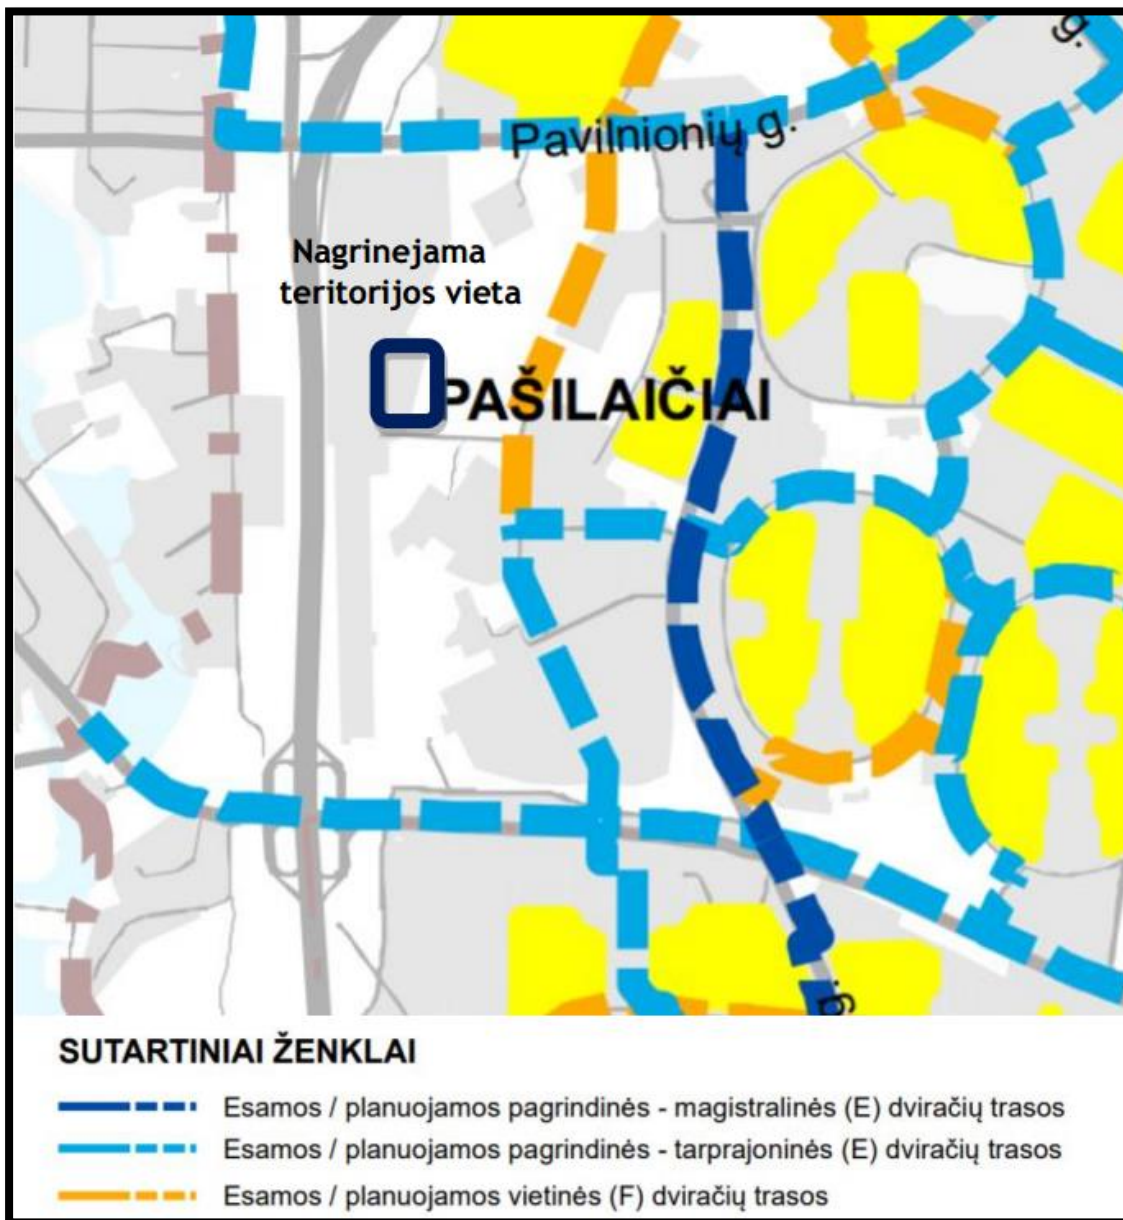 g.
Pavilnionių g.
Nagrinejama
teritorijos vieta
PAŠILAIČIAI
.g
SUTARTINIAI ŽENKLAI
Esamos / planuojamos pagrindinės - magistralinės (E) dviračių trasos
Esamos / planuojamos pagrindinės - tarprajoninės (E) dviračių trasos
Esamos / planuojamos vietinės (F) dviračių trasos